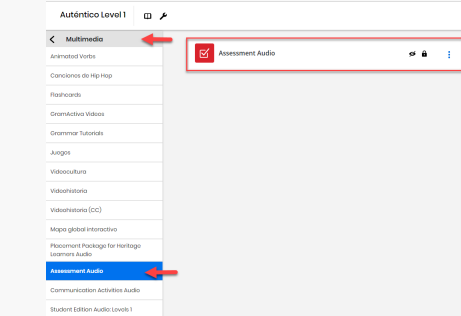 Auténtico Level 1
Multimedia
Animated Verbs
Canciones de Hip Hop
Flashcards
GramActiva Videos
Grammar Tutorials
Juegos
Videocultura
Videohistoria
Videohistoria (CC)
Mapa global interactivo
Placement Package for Heritage
Learners Audio
Assessment Audio
Communication Activities Audio
Student Edition Audio: Levels 1
Assessment Audio